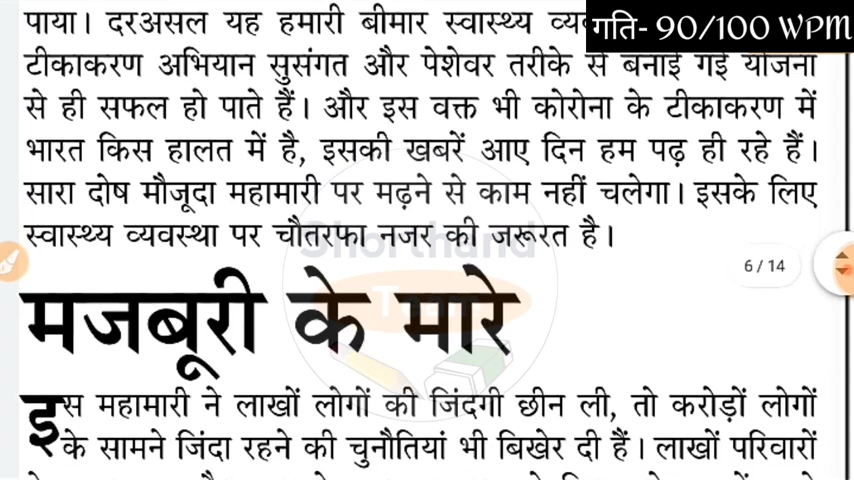 पाया। दरअसल यह हमारी बीमार स्वास्थ्य
गति- 90/100 WPM
टीकाकरण अभियान सुसंगत और पेशेवर तरीके से बनाई गई योजना
से ही सफल हो पाते हैं। और इस वक्त भी कोरोना के टीकाकरण में
भारत किस हालत में है, इसकी खबरें आए दिन हम पढ़ ही रहे हैं।
सारा दोष मौजूदा महामारी पर मढ़ने से काम नहीं चलेगा। इसके लिए
स्वास्थ्य व्यवस्था पर चौतरफा नजर की जरूरत है।
Shorthand
Team
6/14
मजबूरी के मारे
इस महामारी ने लाखों लोगों की जिंदगी छीन ली, तो करोड़ों लोगों
के सामने जिंदा रहने की चुनौतियां भी बिखेर दी हैं। लाखों परिवारों